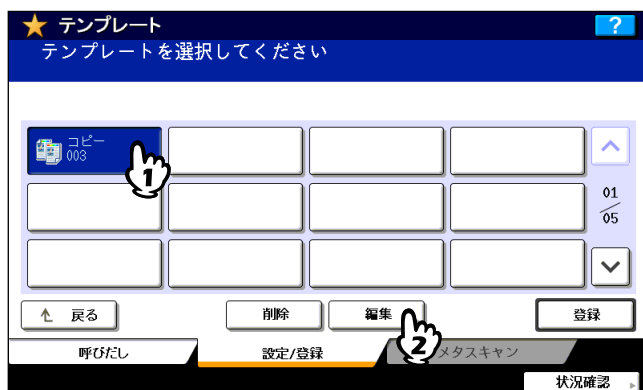 テンプレート ?
テンプレートを選択してください
コピー
003
1
01
05
戻る 削除 編集 登録
2
呼びだし 設定/登録 メタスキャン
状況確認